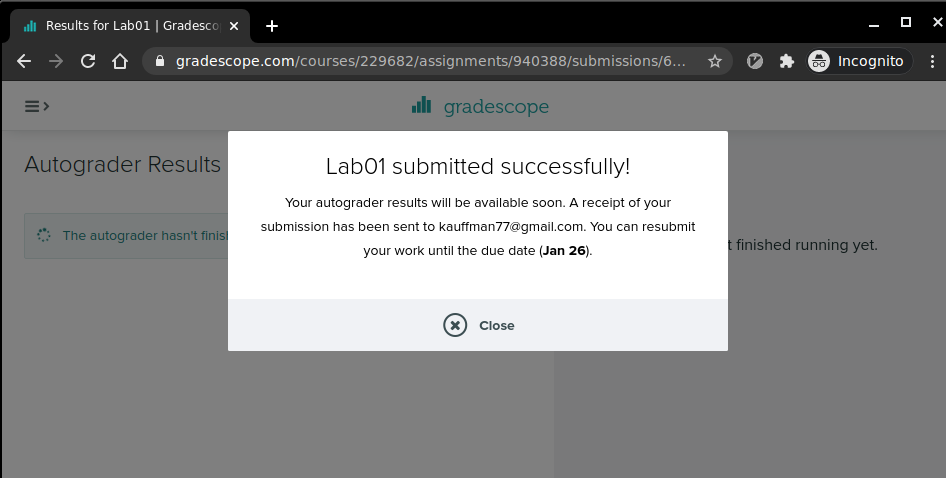 Results for Lab01 | Gradesco
gradescope.com/courses/229682/assignments/940388/submissions/6...
Incognito
gradescope
Autograder Results
Lab01 submitted successfully!
Your autograder results will be available soon. A receipt of your
submission has been sent to kauffman77@gmail.com. You can resubmit
your work until the due date (Jan 26).
The autograder hasn't finish
t finished running yet.
Close